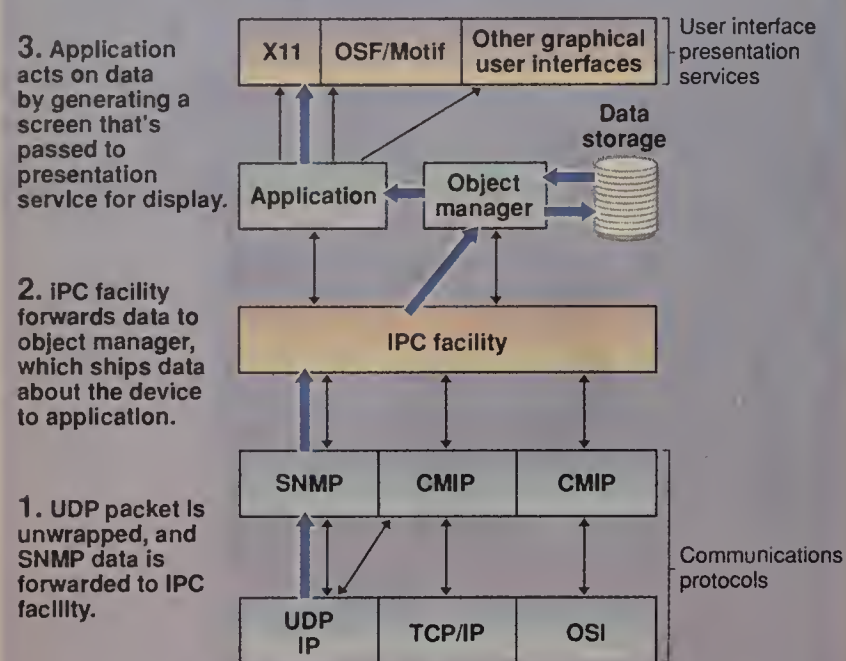 3. Application
acts on data
by generating a
screen that's
passed to
presentation
service for display.
X11
OSF/Motif
Other graphical
user interfaces
User interface
presentation
services
Data
storage
Application
Object
manager
2. IPC facility
forwards data to
object manager,
which ships data
about the device
to application.
IPC facility
1. UDP packet is
unwrapped, and
SNMP data is
forwarded to IPC
facility.
SNMP
CMIP
CMIP
Communications
protocols
UDP
IP
TCP/IP
OSI